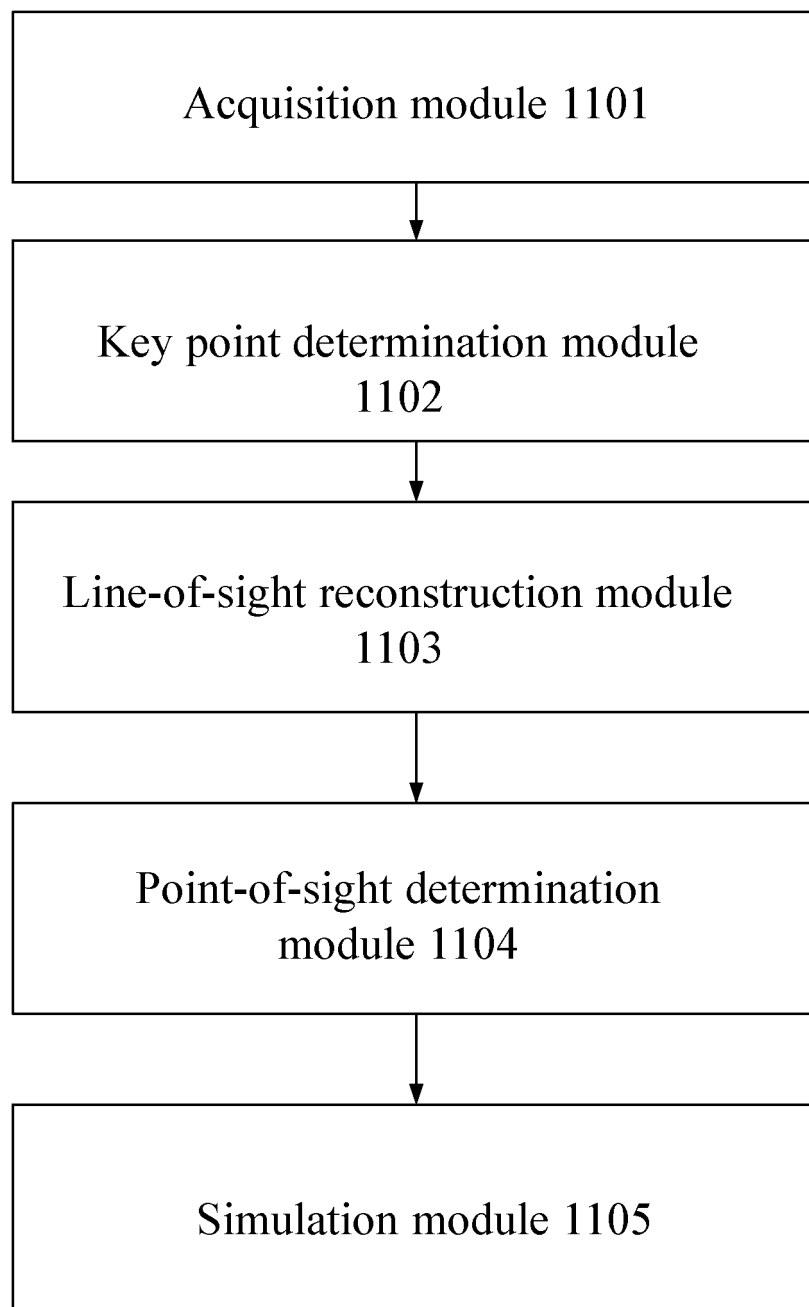 Acquisition module 1101
Key point determination module
1102
Line-of-sight reconstruction module
1103
Point-of-sight determination
module 1104
Simulation module 1105